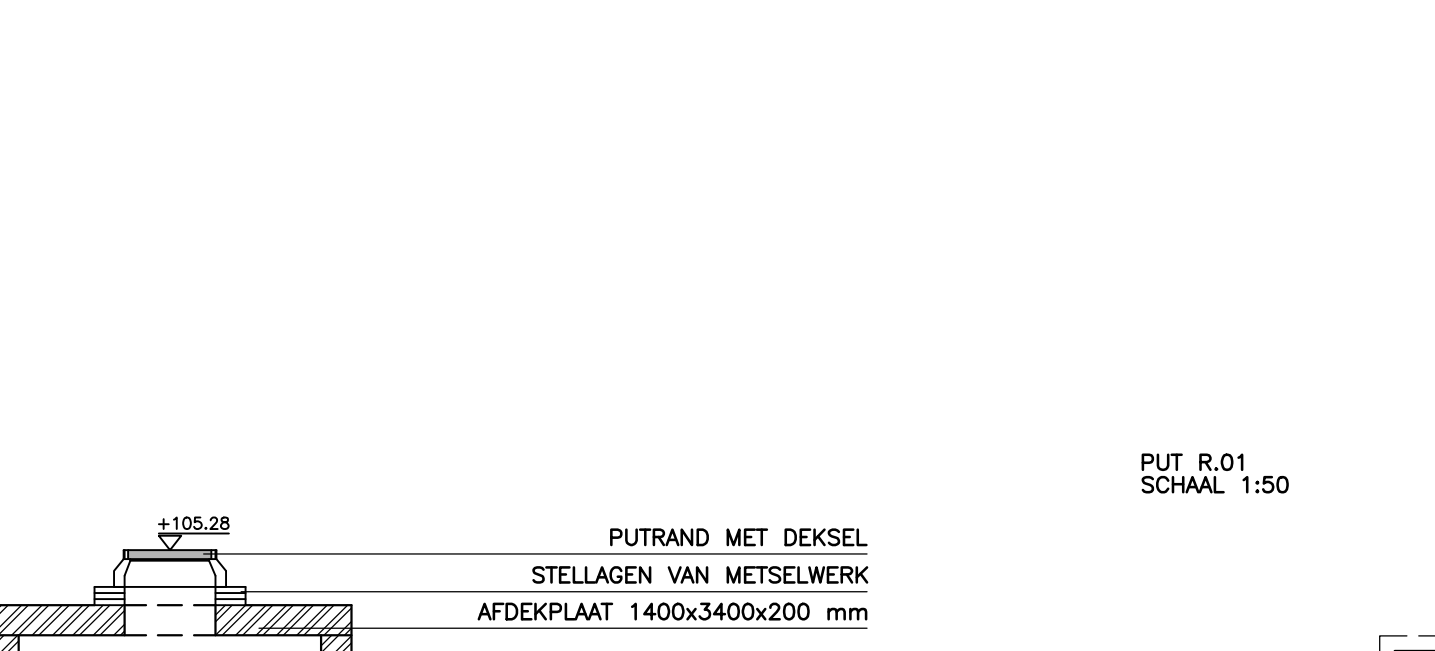 PUT R.01
SCHAAL 1:50
+105.28
PUTRAND MET DEKSEL
STELLAGEN VAN METSELWERK
AFDEKPLAAT 1400x3400x200 mm